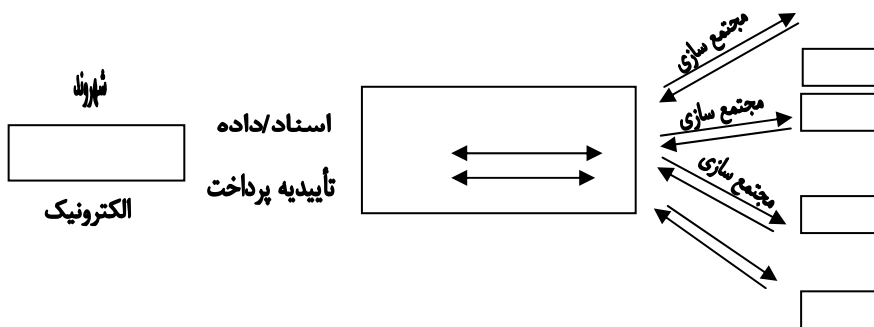 مجتمع سازی
شهروند
مجتمع سازی
اسناد/داده
مجتمع سازی
تأییدیه پرداخت
الکترونیک